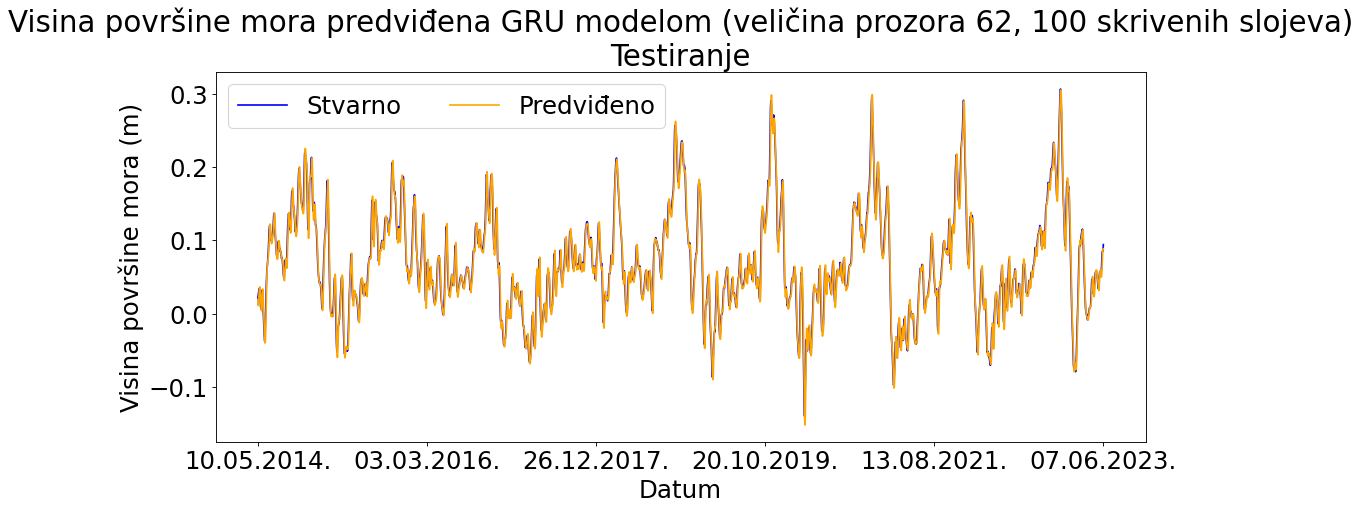 Visina površine mora predviđena GRU modelom (veličina prozora 62, 100 skrivenih slojeva)
Testiranje
Stvarno Predviđeno
Visina površine mora (m)
0.3
0.2
0.1
0.0
−0.1
10.05.2014. 03.03.2016. 26.12.2017. 20.10.2019. 13.08.2021. 07.06.2023.
Datum